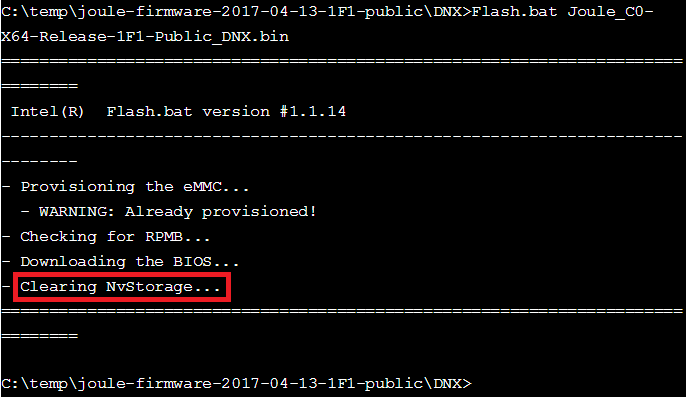 C:\temp\joule-firmware-2017-04-13-1F1-public\DNX>Flash.bat Joule_C0-
X64-Release-1F1-Public_DNX.bin
=======================================================================
========
Intel(R)  Flash.bat version #1.1.14
-----------------------------------------------------------------------
--------
- Provisioning the eMMC...
  - WARNING: Already provisioned!
- Checking for RPMB...
- Downloading the BIOS...
- Clearing NvStorage...
=======================================================================
========
C:\temp\joule-firmware-2017-04-13-1F1-public\DNX>